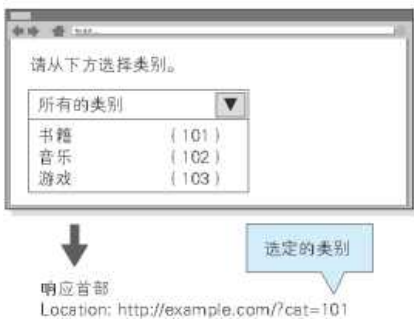 请从下方选择类别。
所有的类别 ▼
书籍 (101)
音乐 (102)
游戏 (103)
选定的类别
响应首部
Location: http://example.com/?cat=101